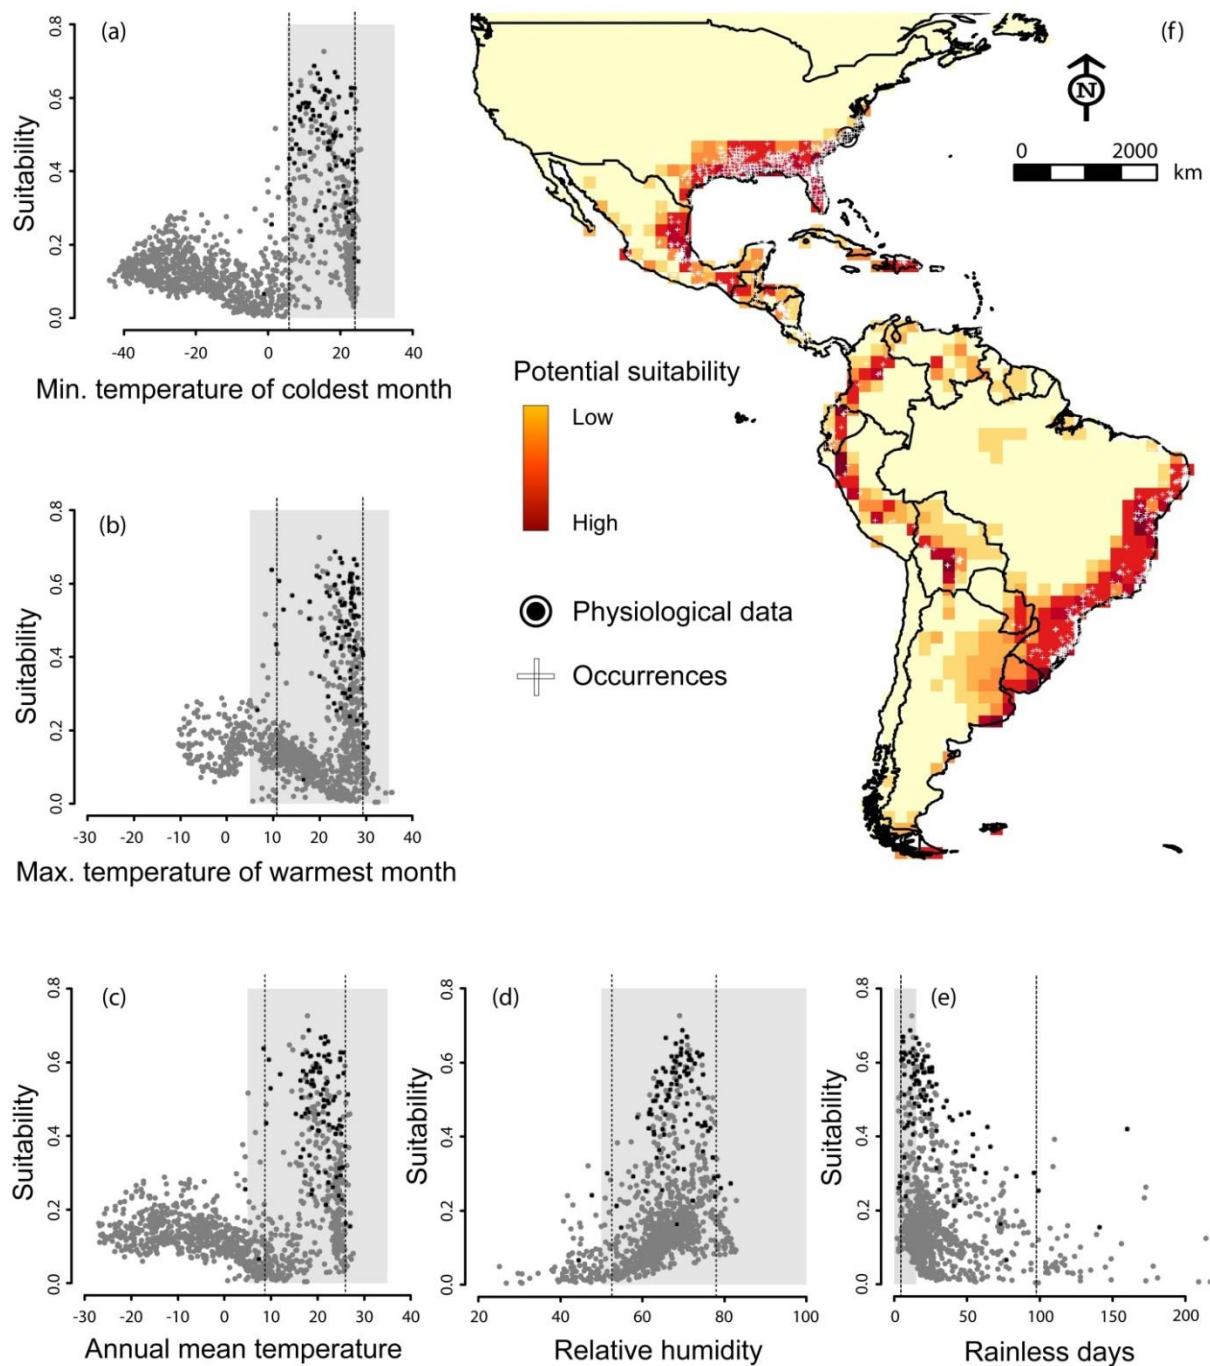 (a)
Suitability
0.0 0.2 0.4 0.6 0.8
-40 -20 0 20 40
Min. temperature of coldest month
(b)
Suitability
0.0 0.2 0.4 0.6 0.8
-30 -20 -10 0 10 20 30 40
Max. temperature of warmest month
(f)
N
0 2000
km
Potential suitability
Low
High
Physiological data
Occurrences
(c)
Suitability
0.0 0.2 0.4 0.6 0.8
-30 -20 -10 0 10 20 30 40
Annual mean temperature
(d)
Suitability
0.0 0.2 0.4 0.6 0.8
20 40 60 80 100
Relative humidity
(e)
Suitability
0.0 0.2 0.4 0.6 0.8
0 50 100 150 200
Rainless days